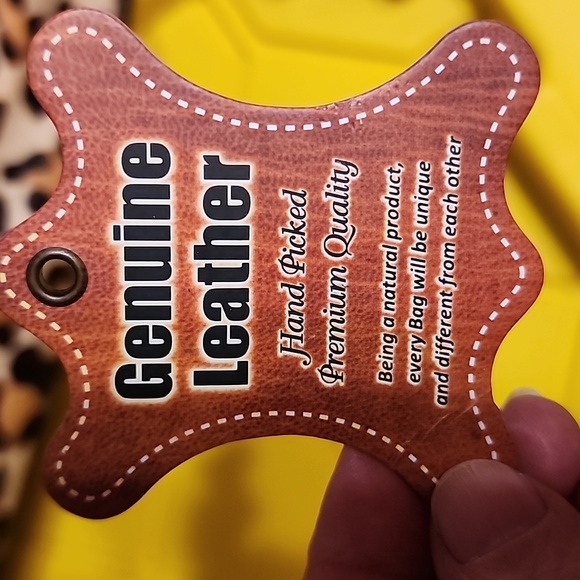 Genuine
Leather
Hand Picked
Premium Quality
Being a natural product,
every Bag will be unique
and different from each other